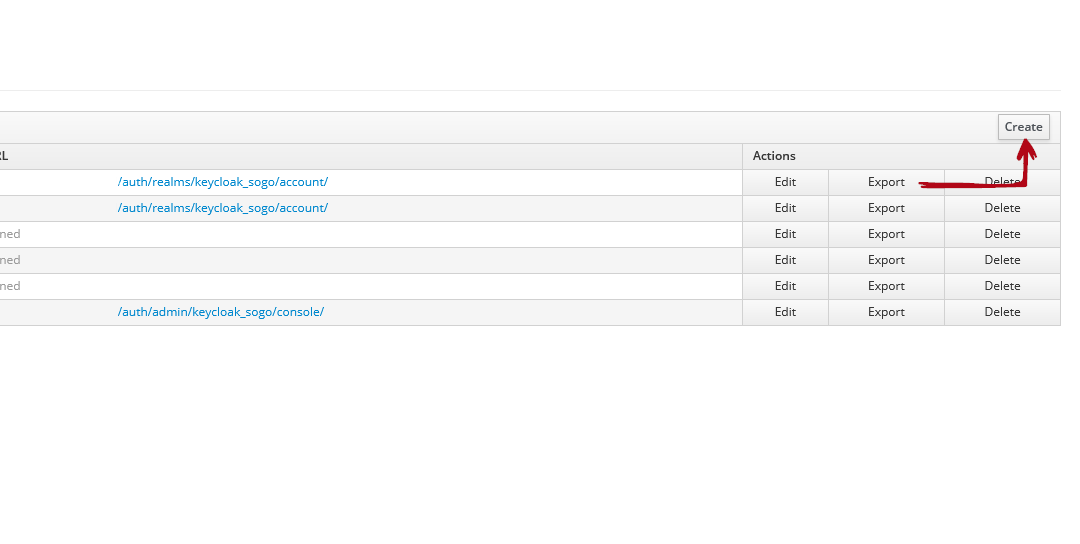 Create
RL Actions
/auth/realms/keycloak_sogo/account/ Edit Export Delete
/auth/realms/keycloak_sogo/account/ Edit Export Delete
ned Edit Export Delete
ned Edit Export Delete
ned Edit Export Delete
/auth/admin/keycloak_sogo/console/ Edit Export Delete